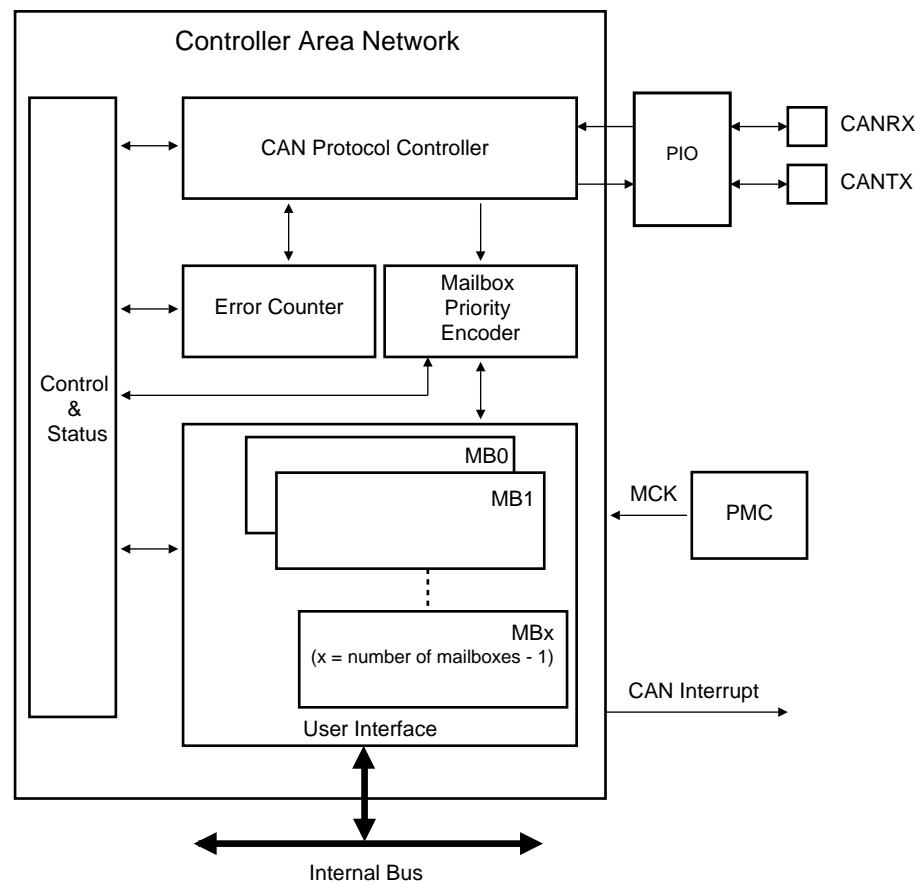 Controller Area Network
CAN Protocol Controller
PIO
CANRX
CANTX
Error Counter
Mailbox
Priority
Encoder
Control
&
Status
MB0
MB1
MCK
PMC
MBx
(x = number of mailboxes - 1)
CAN Interrupt
User Interface
Internal Bus